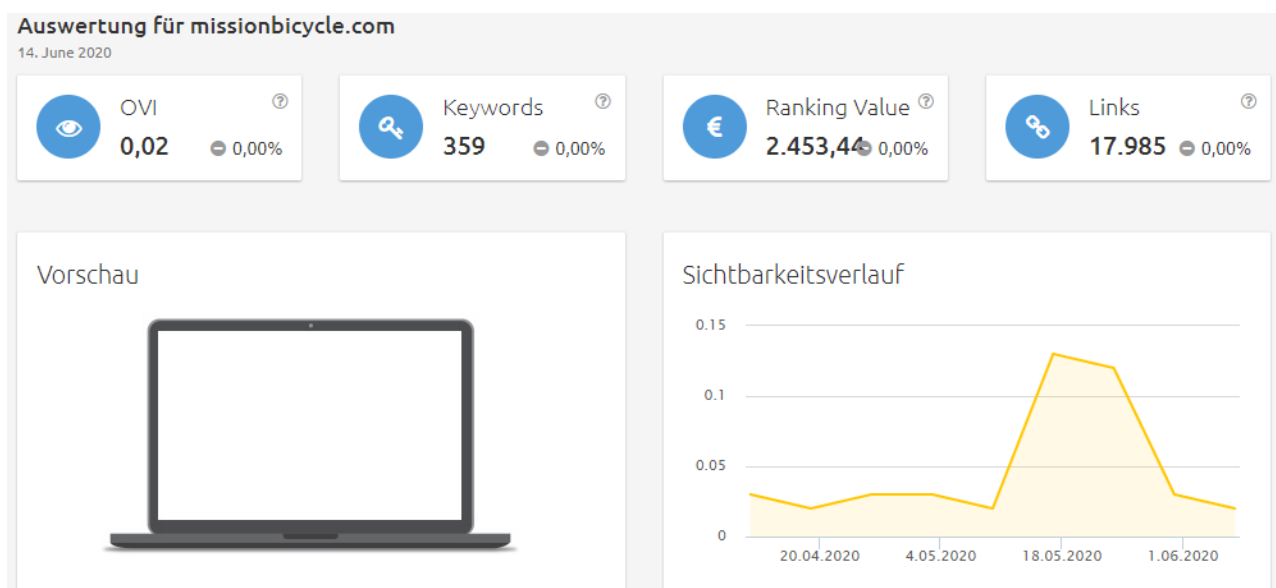 Auswertung für missionbicycle.com
14. June 2020
OVI
0,02 0,00%
Keywords
359 0,00%
Ranking Value
2.453,44 0,00%
Links
17.985 0,00%
Vorschau
Sichtbarkeitsverlauf
0.15
0.1
0.05
0
20.04.2020 4.05.2020 18.05.2020 1.06.2020